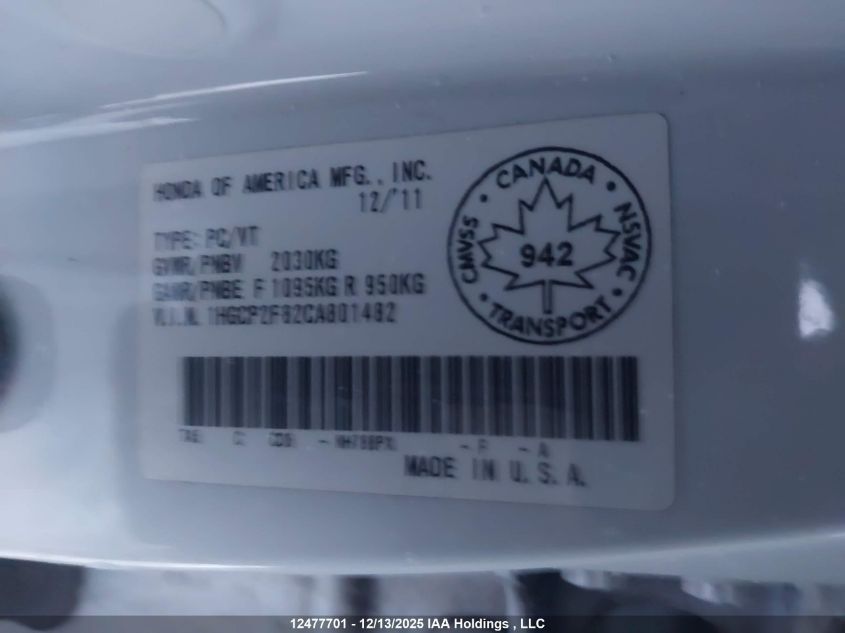 HONDA OF AMERICA MFG., INC.
12/'11
TYPE: PC/VT
GVWR/PNBV 2030KG
GAWR/PNBE F 1095KG R 950KG
V.I.N. 1HGCP2F82CA801482
CANADA
CMVSS
NSVAC
942
TRANSPORT
- F - A
MADE IN U.S.A.
12477701 - 12/13/2025 IAA Holdings , LLC